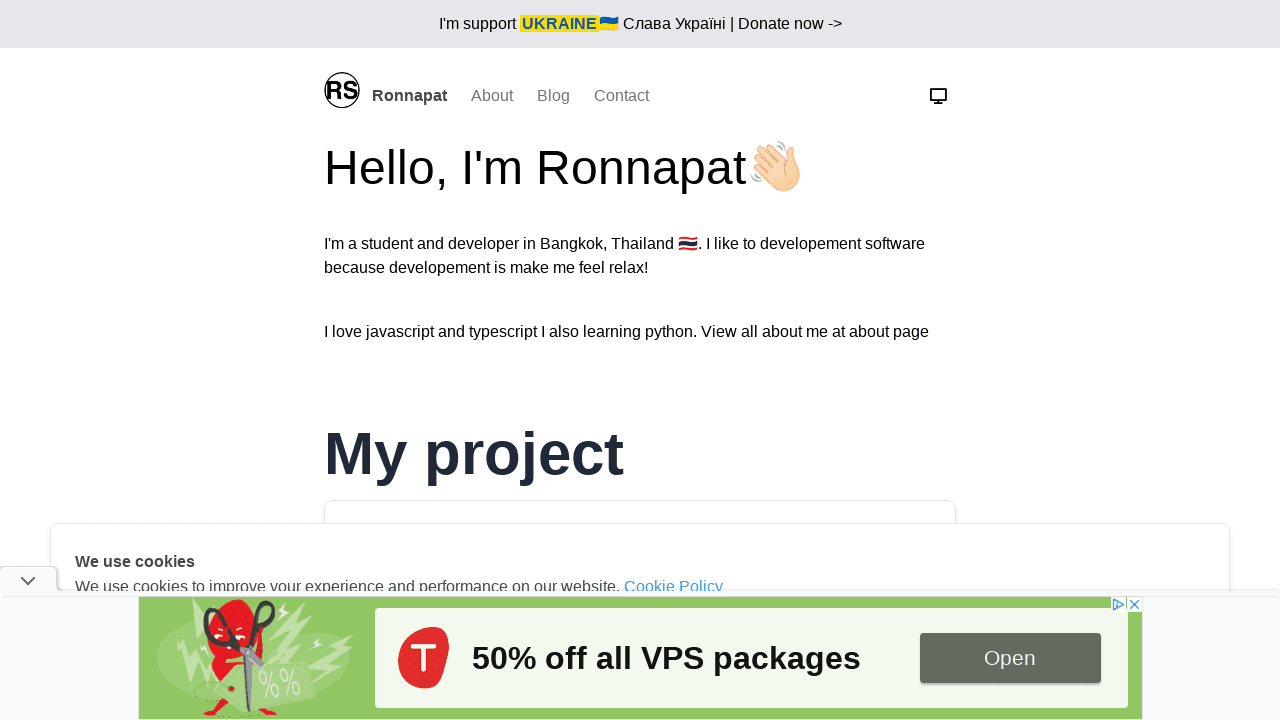 I'm support UKRAINE🇺🇦 Слава Україні | Donate now ->
RS Ronnapat About Blog Contact
Hello, I'm Ronnapat👋🏻
I'm a student and developer in Bangkok, Thailand 🇹🇭. I like to developement software
because developement is make me feel relax!
I love javascript and typescript I also learning python. View all about me at about page
My project
We use cookies
We use cookies to improve your experience and performance on our website. Cookie Policy
%%
T 50% off all VPS packages Open